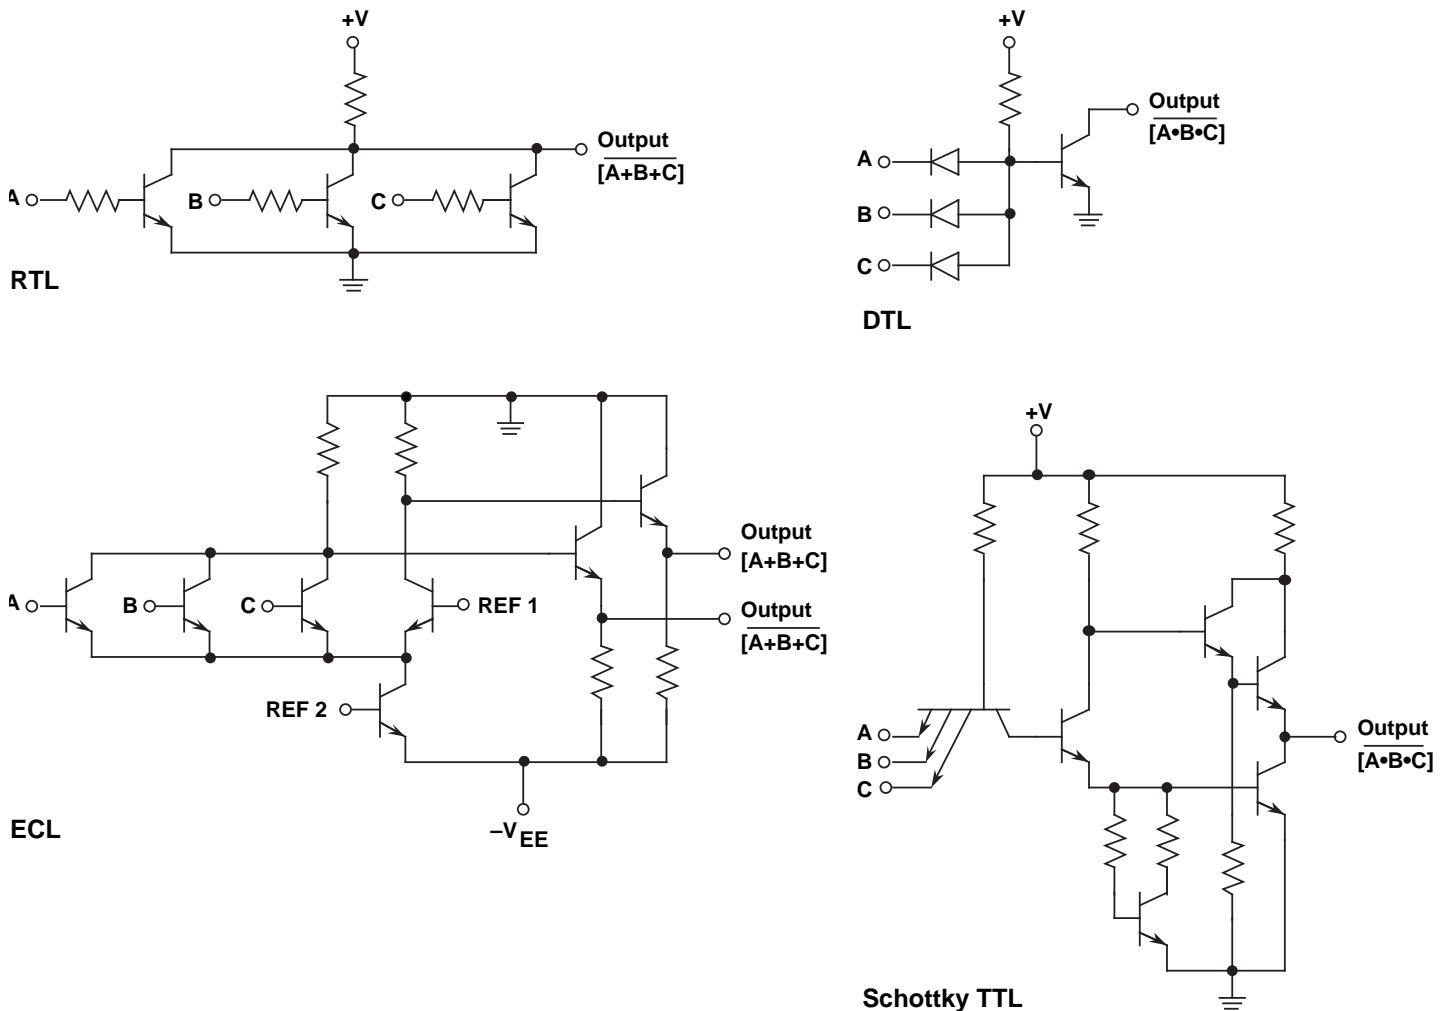 +V
Output
[A+B+C]
A
B
C
RTL
+V
Output
[A•B•C]
A
B
C
DTL
Output
[A+B+C]
Output
[A+B+C]
A
B
C
REF 1
REF 2
–VEE
ECL
+V
A
B
C
Output
[A•B•C]
Schottky TTL